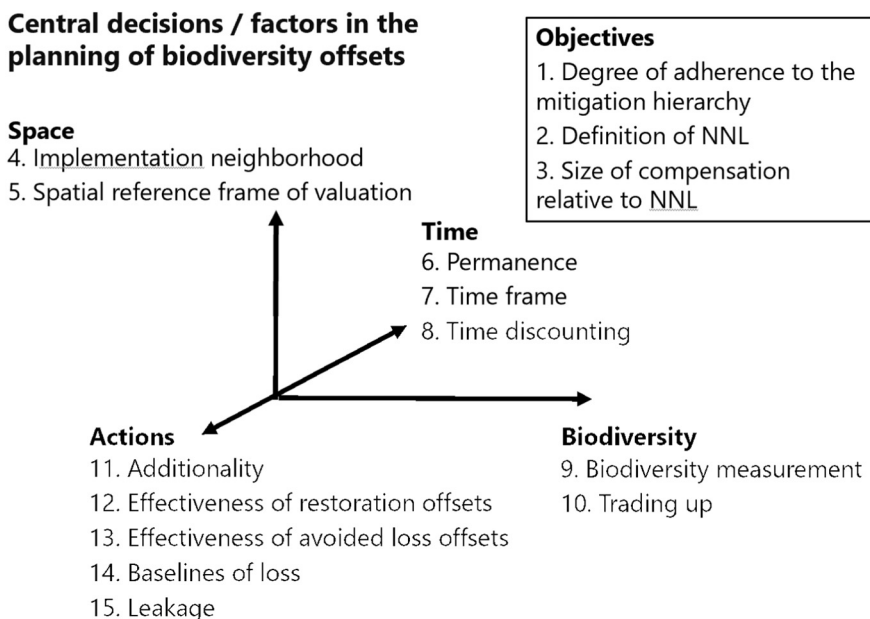 Central decisions / factors in the
planning of biodiversity offsets
Objectives
1. Degree of adherence to the
mitigation hierarchy
2. Definition of NNL
3. Size of compensation
relative to NNL
Space
4. Implementation neighborhood
5. Spatial reference frame of valuation
Time
6. Permanence
7. Time frame
8. Time discounting
Actions
11. Additionality
12. Effectiveness of restoration offsets
13. Effectiveness of avoided loss offsets
14. Baselines of loss
15. Leakage
Biodiversity
9. Biodiversity measurement
10. Trading up